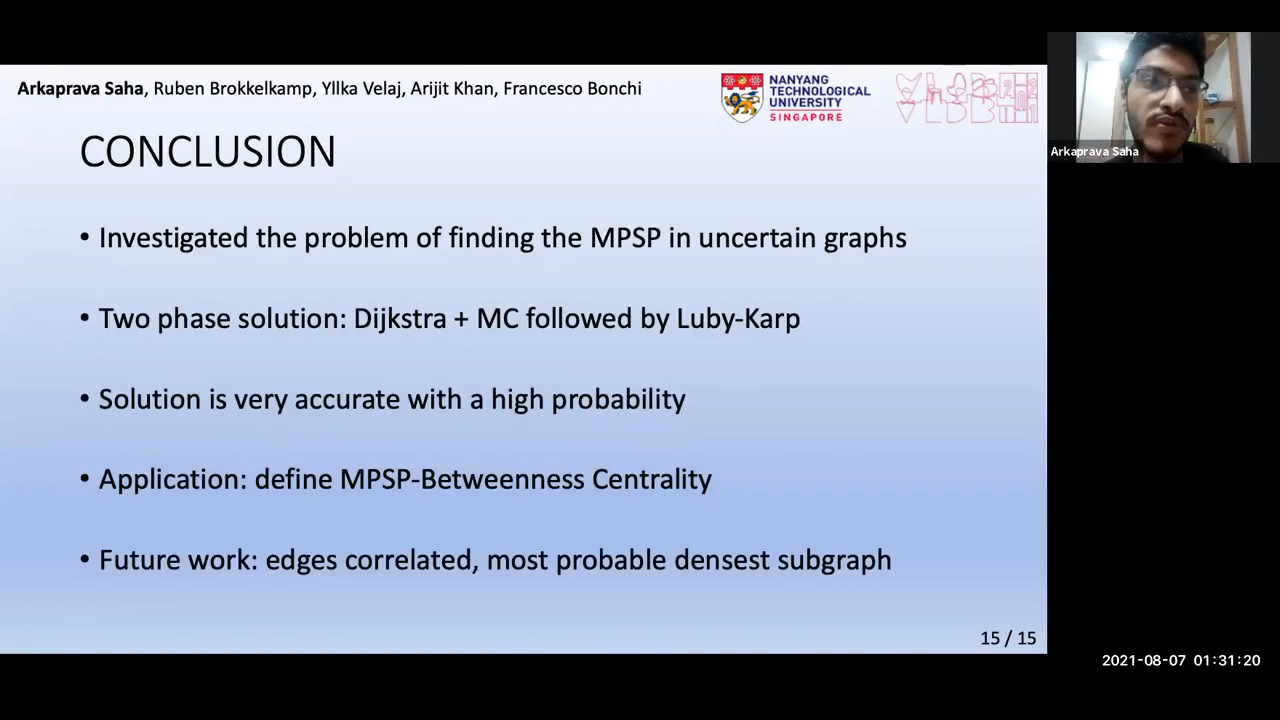 Arkaprava Saha, Ruben Brokkelkamp, Yllka Velaj, Arijit Khan, Francesco Bonchi
NANYANG
TECHNOLOGICAL
UNIVERSITY
SINGAPORE
Arkaprava Saha
CONCLUSION
• Investigated the problem of finding the MPSP in uncertain graphs
• Two phase solution: Dijkstra + MC followed by Luby-Karp
• Solution is very accurate with a high probability
• Application: define MPSP-Betweenness Centrality
• Future work: edges correlated, most probable densest subgraph
15 / 15
2021-08-07 01:31:20